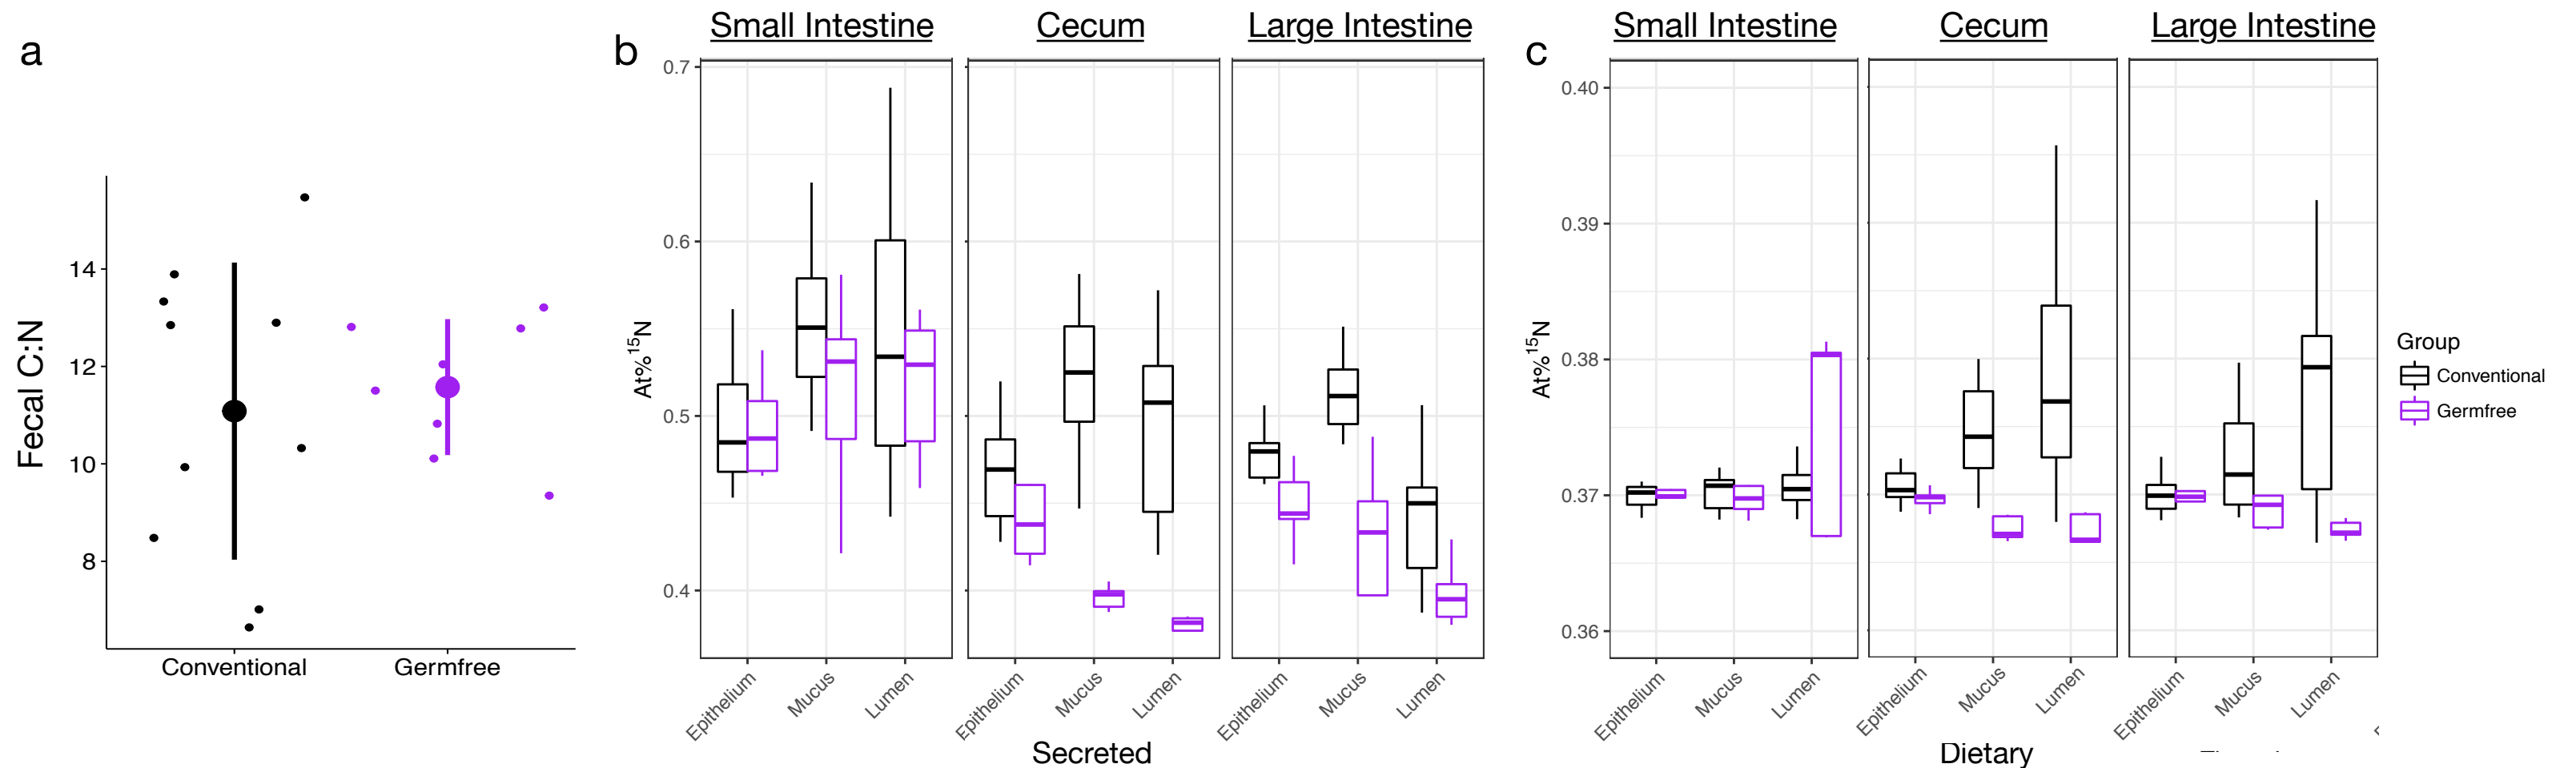 a
Fecal C:N
14
12
10
8
Conventional
Germfree
b
Small Intestine
Cecum
Large Intestine
At%¹⁵N
0.7
0.6
0.5
0.4
Epithelium
Mucus
Lumen
Epithelium
Mucus
Lumen
Epithelium
Mucus
Lumen
Secreted
c
Small Intestine
Cecum
Large Intestine
At%¹⁵N
0.40
0.39
0.38
0.37
0.36
Epithelium
Mucus
Lumen
Epithelium
Mucus
Lumen
Epithelium
Mucus
Lumen
Dietary
Group
Conventional
Germfree